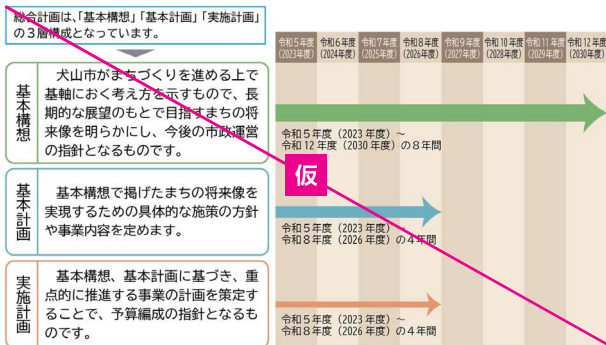 総合計画は、「基本構想」「基本計画」「実施計画」
の3層構成となっています。
基本構想
犬山市がまちづくりを進める上で
基軸におく考え方を示すもので、長
期的な展望のもとで目指すまちの将
来像を明らかにし、今後の市政運営
の指針となるものです。
基本計画
基本構想で掲げたまちの将来像を
実現するための具体的な施策の方針
や事業内容を定めます。
実施計画
基本構想、基本計画に基づき、重
点的に推進する事業の計画を策定す
ることで、予算編成の指針となるも
のです。
令和5年度 令和6年度 令和7年度 令和8年度 令和9年度 令和10年度 令和11年度 令和12年度
(2023年度) (2024年度) (2025年度) (2026年度) (2027年度) (2028年度) (2029年度) (2030年度)
令和5年度(2023年度)～
令和12年度(2030年度)の8年間
仮
令和5年度(2023年度)～
令和8年度(2026年度)の4年間
令和5年度(2023年度)～
令和8年度(2026年度)の4年間